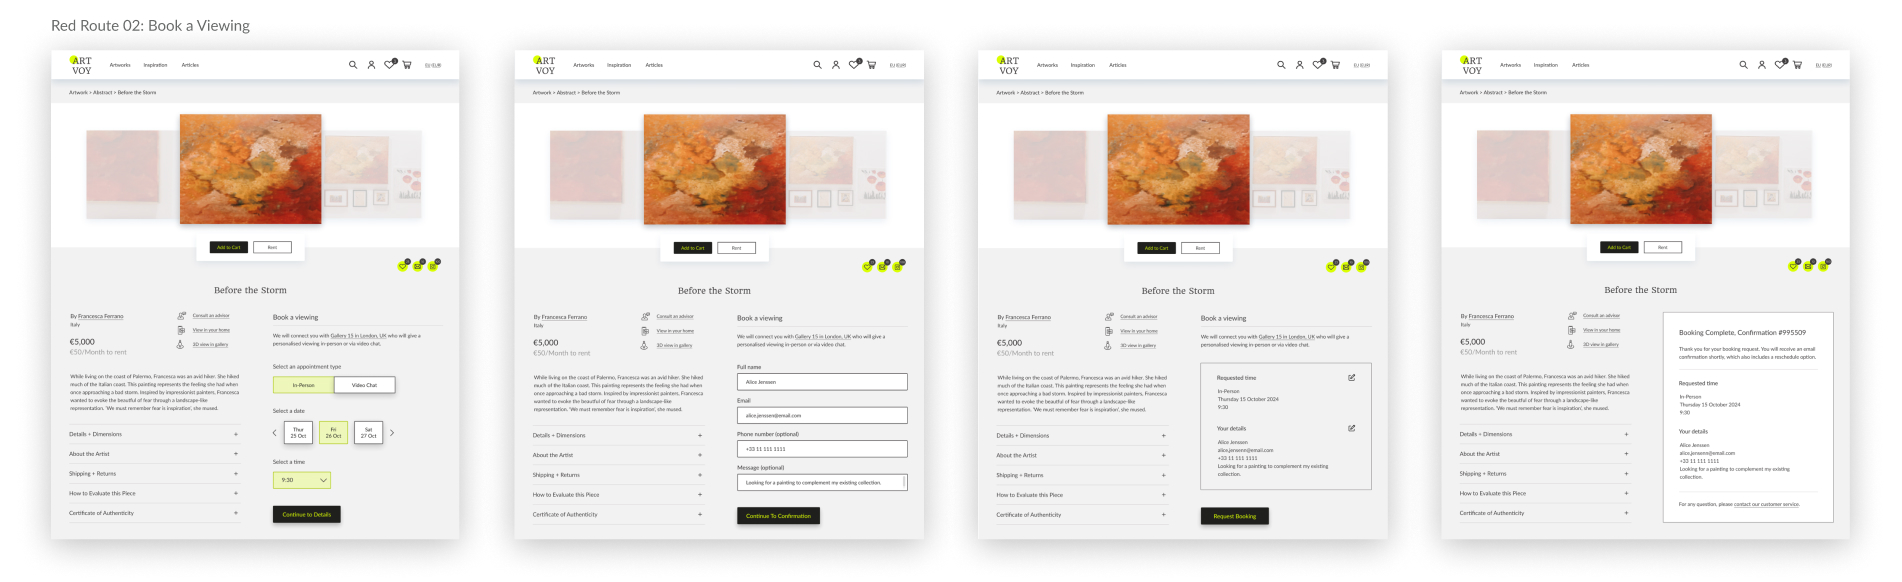 Red Route 02: Book a Viewing
ART
VOY
Artworks
Inspiration
Articles
EU (EUR)
Artwork > Abstract > Before the Storm
Add to Cart
Rent
Before the Storm
By Francesca Ferrano
Italy
€5,000
€50/Month to rent
Consult an advisor
View in your home
3D view in gallery
While living on the coast of Palermo, Francesca was an avid hiker. She hiked
much of the Italian coast. This painting represents the feeling she had when
once approaching a bad storm. Inspired by impressionist painters, Francesca
wanted to evoke the beautiful of fear through a landscape-like
representation. 'We must remember fear is inspiration', she mused.
Details + Dimensions +
About the Artist +
Shipping + Returns +
How to Evaluate this Piece +
Certificate of Authenticity +
Book a viewing
We will connect you with Gallery 15 in London, UK who will give a
personalised viewing in-person or via video chat.
Select an appointment type
In-Person
Video Chat
Select a date
Thur
25 Oct
Fri
26 Oct
Sat
27 Oct
Select a time
9:30
Continue to Details
ART
VOY
Artworks
Inspiration
Articles
EU (EUR)
Artwork > Abstract > Before the Storm
Add to Cart
Rent
Before the Storm
By Francesca Ferrano
Italy
€5,000
€50/Month to rent
Consult an advisor
View in your home
3D view in gallery
While living on the coast of Palermo, Francesca was an avid hiker. She hiked
much of the Italian coast. This painting represents the feeling she had when
once approaching a bad storm. Inspired by impressionist painters, Francesca
wanted to evoke the beautiful of fear through a landscape-like
representation. 'We must remember fear is inspiration', she mused.
Details + Dimensions +
About the Artist +
Shipping + Returns +
How to Evaluate this Piece +
Certificate of Authenticity +
Book a viewing
We will connect you with Gallery 15 in London, UK who will give a
personalised viewing in-person or via video chat.
Full name
Alice Jenssen
Email
alice.jenssen@email.com
Phone number (optional)
+33 11 111 1111
Message (optional)
Looking for a painting to complement my existing collection.
Continue To Confirmation
ART
VOY
Artworks
Inspiration
Articles
EU (EUR)
Artwork > Abstract > Before the Storm
Add to Cart
Rent
Before the Storm
By Francesca Ferrano
Italy
€5,000
€50/Month to rent
Consult an advisor
View in your home
3D view in gallery
While living on the coast of Palermo, Francesca was an avid hiker. She hiked
much of the Italian coast. This painting represents the feeling she had when
once approaching a bad storm. Inspired by impressionist painters, Francesca
wanted to evoke the beautiful of fear through a landscape-like
representation. 'We must remember fear is inspiration', she mused.
Details + Dimensions +
About the Artist +
Shipping + Returns +
How to Evaluate this Piece +
Certificate of Authenticity +
Book a viewing
We will connect you with Gallery 15 in London, UK who will give a
personalised viewing in-person or via video chat.
Requested time
In-Person
Thursday 15 October 2024
9:30
Your details
Alice Jenssen
alice.jensenn@email.com
+33 11 111 1111
Looking for a painting to complement my existing
collection.
Request Booking
ART
VOY
Artworks
Inspiration
Articles
EU (EUR)
Artwork > Abstract > Before the Storm
Add to Cart
Rent
Before the Storm
By Francesca Ferrano
Italy
€5,000
€50/Month to rent
Consult an advisor
View in your home
3D view in gallery
While living on the coast of Palermo, Francesca was an avid hiker. She hiked
much of the Italian coast. This painting represents the feeling she had when
once approaching a bad storm. Inspired by impressionist painters, Francesca
wanted to evoke the beautiful of fear through a landscape-like
representation. 'We must remember fear is inspiration', she mused.
Details + Dimensions +
About the Artist +
Shipping + Returns +
How to Evaluate this Piece +
Certificate of Authenticity +
Booking Complete, Confirmation #995509
Thank you for your booking request. You will receive an email
confirmation shortly, which also includes a reschedule option.
Requested time
In-Person
Thursday 15 October 2024
9:30
Your details
Alice Jenssen
alice.jensenn@email.com
+33 11 111 1111
Looking for a painting to complement my existing
collection.
For any question, please contact our customer service.